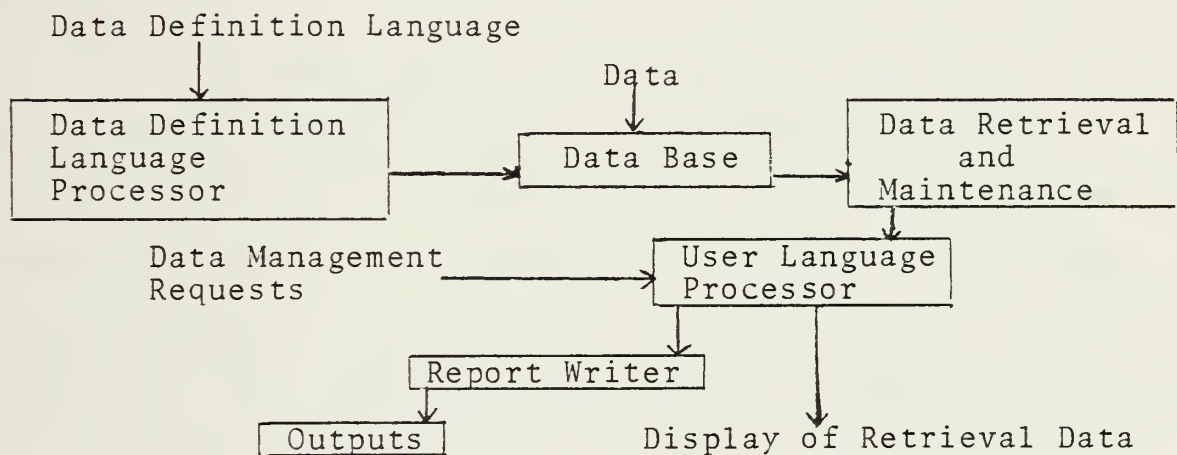 Data Definition Language
Data
Data Definition
Language
Processor
Data Base
Data Retrieval
and
Maintenance
Data Management
Requests
User Language
Processor
Report Writer
Outputs
Display of Retrieval Data